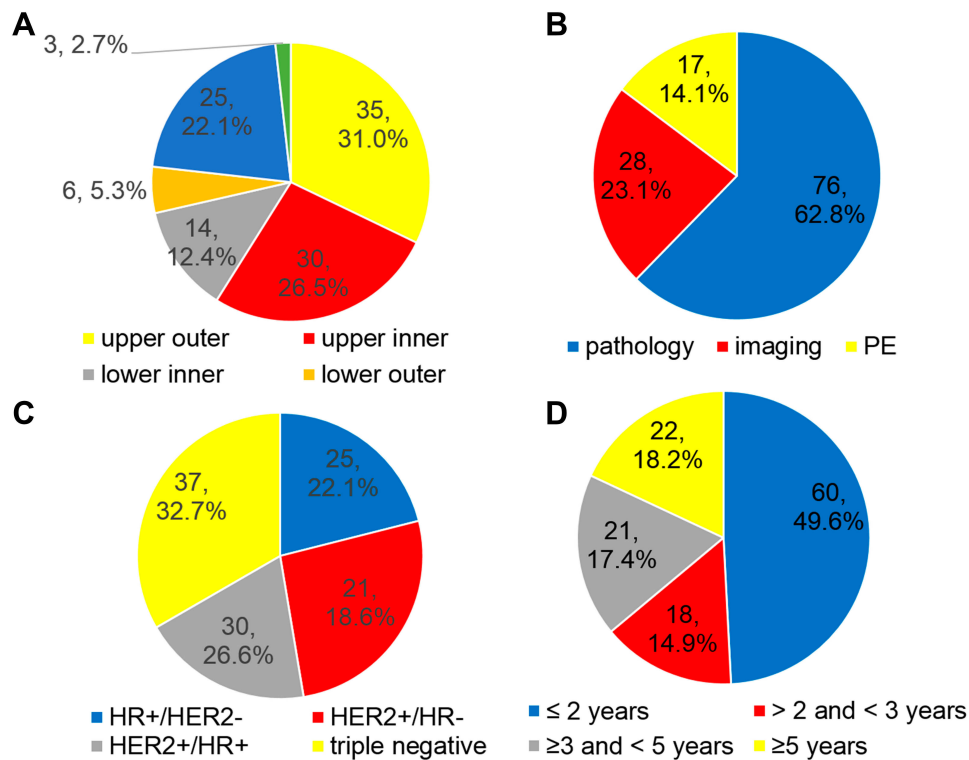 A
3, 2.7%
25,
22.1%
35,
31.0%
6, 5.3%
14,
12.4%
30,
26.5%
upper outer
upper inner
lower inner
lower outer
B
17,
14.1%
28,
23.1%
76,
62.8%
pathology
imaging
PE
C
37,
32.7%
25,
22.1%
21,
18.6%
30,
26.6%
HR+/HER2-
HER2+/HR-
HER2+/HR+
triple negative
D
22,
18.2%
60,
49.6%
21,
17.4%
18,
14.9%
≤ 2 years
> 2 and < 3 years
≥3 and < 5 years
≥5 years